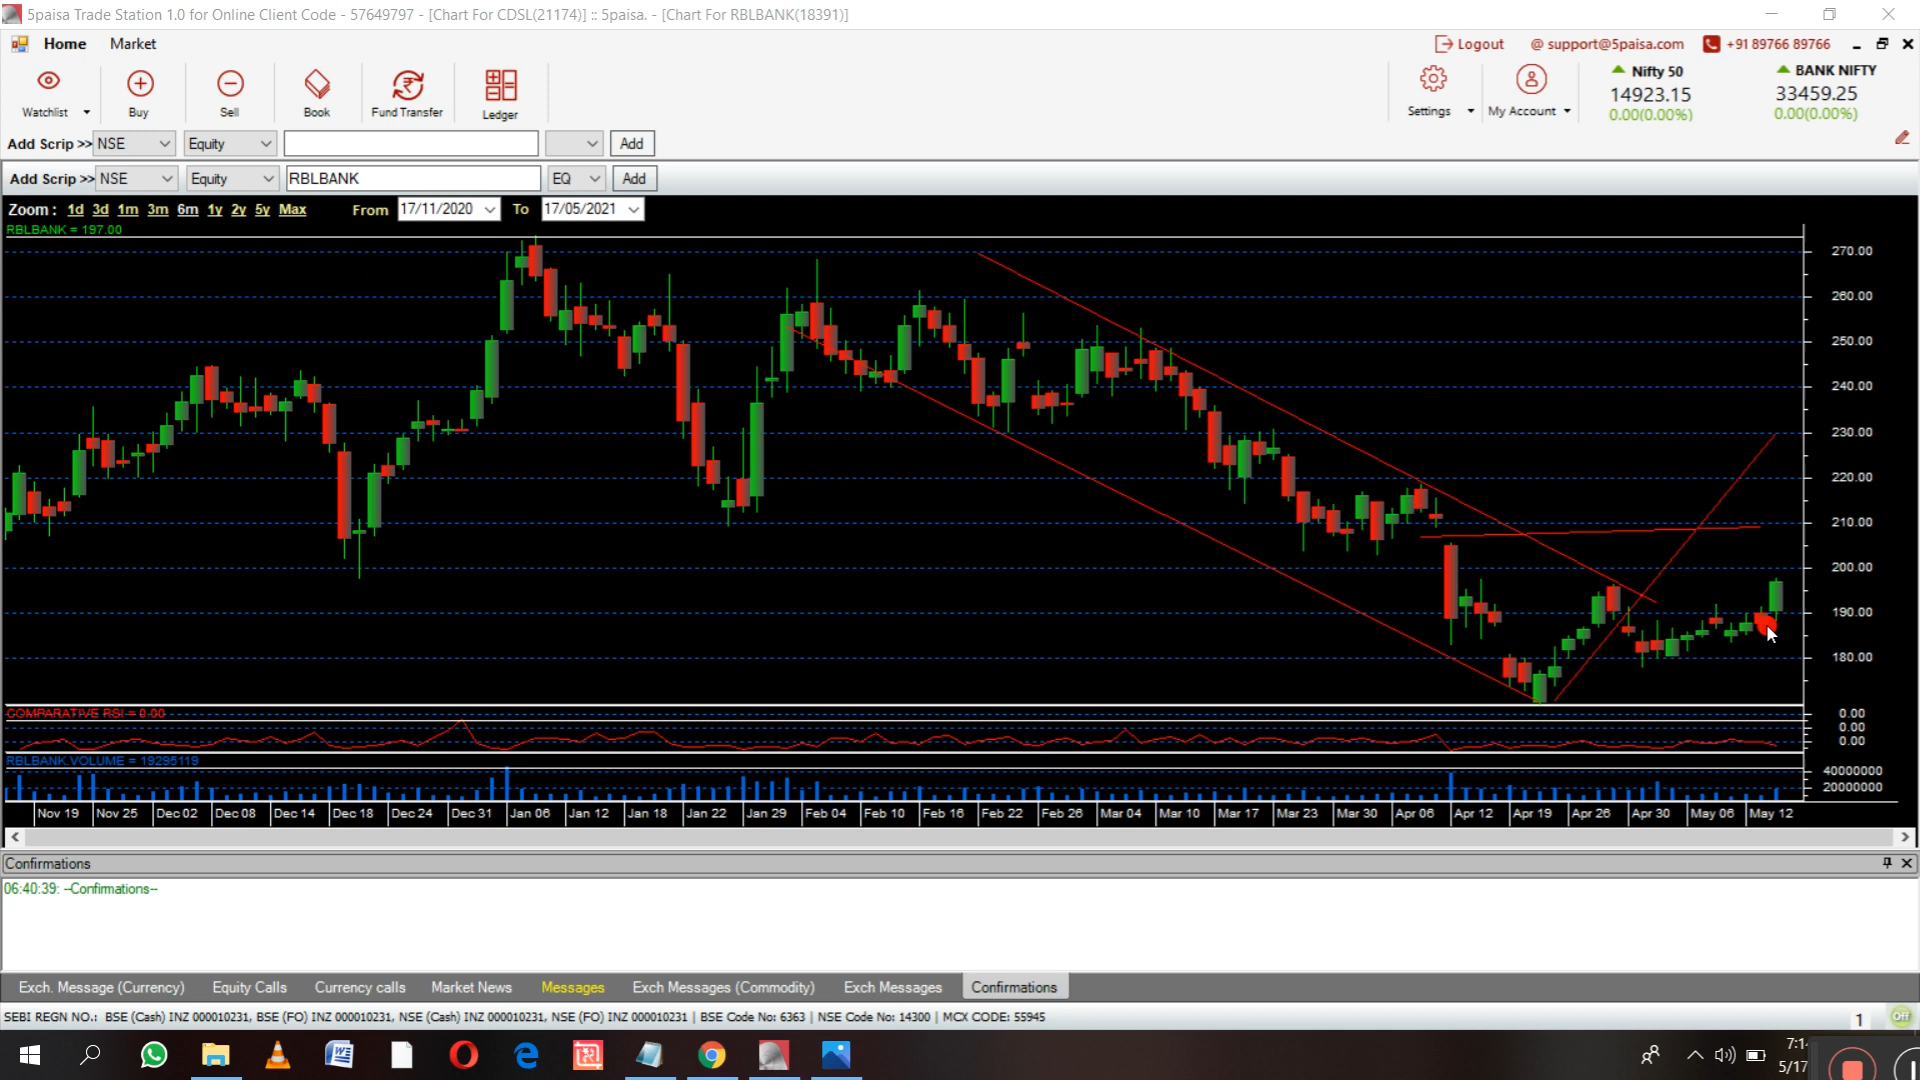 5paisa Trade Station 1.0 for Online Client Code - 57649797 - [Chart For CDSL(21174)] :: 5paisa. - [Chart For RBLBANK(18391)]
Home Market Logout @ support@5paisa.com +91 89766 89766
Watchlist Buy Sell Book Fund Transfer Ledger Settings My Account
Nifty 50 BANK NIFTY
14923.15 33459.25
0.00(0.00%) 0.00(0.00%)
Add Scrip >> NSE Equity Add
Add Scrip >> NSE Equity RBLBANK EQ Add
Zoom : 1d 3d 1m 3m 6m 1y 2y 5y Max From 17/11/2020 To 17/05/2021
RBLBANK = 197.00
270.00
260.00
250.00
240.00
230.00
220.00
210.00
200.00
190.00
180.00
COMPARATIVE RSI = 0.00
0.00
0.00
0.00
RBLBANK.VOLUME = 19295119
40000000
20000000
Nov 19 Nov 25 Dec 02 Dec 08 Dec 14 Dec 18 Dec 24 Dec 31 Jan 06 Jan 12 Jan 18 Jan 22 Jan 29 Feb 04 Feb 10 Feb 16 Feb 22 Feb 26 Mar 04 Mar 10 Mar 17 Mar 23 Mar 30 Apr 06 Apr 12 Apr 19 Apr 26 Apr 30 May 06 May 12
Confirmations
06:40:39: --Confirmations--
Exch. Message (Currency) Equity Calls Currency calls Market News Messages Exch Messages (Commodity) Exch Messages Confirmations
SEBI REGN NO.: BSE (Cash) INZ 000010231, BSE (FO) INZ 000010231, NSE (Cash) INZ 000010231, NSE (FO) INZ 000010231 | BSE Code No: 6363 | NSE Code No: 14300 | MCX CODE: 55945 1 Off
7:1
5/17